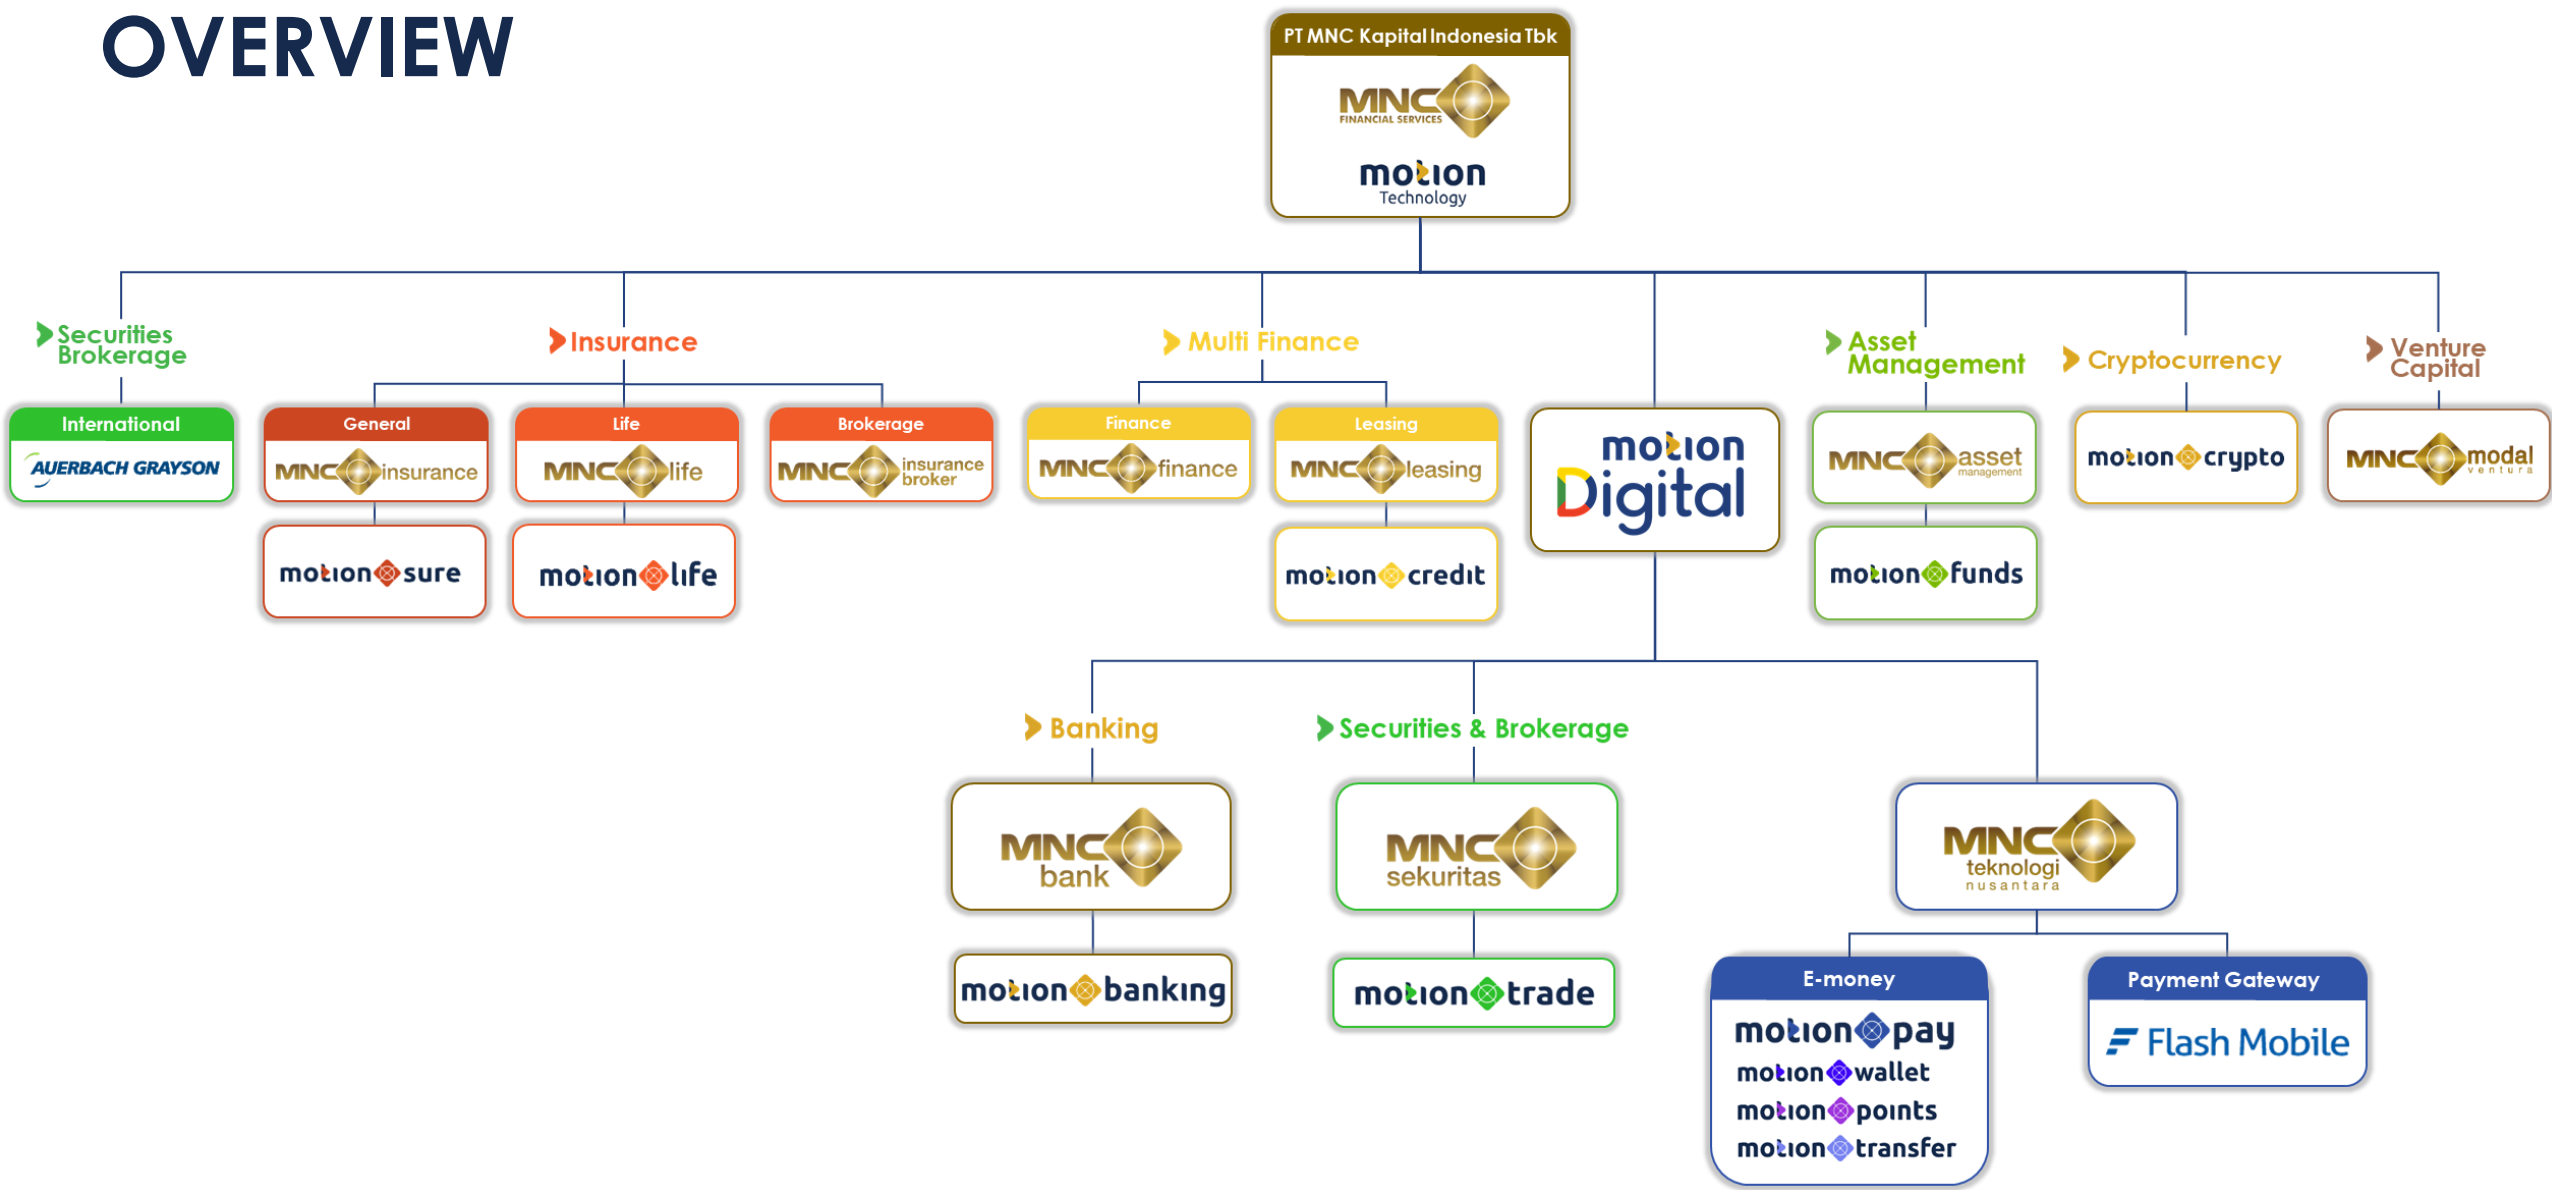 OVERVIEW
PT MNC Kapital Indonesia Tbk
MNC
FINANCIAL SERVICES
motion
Technology
Securities
Brokerage
Insurance
Multi Finance
Asset
Management
Cryptocurrency
Venture
Capital
International
AUERBACH GRAYSON
General
MNC insurance
Life
MNC life
Brokerage
MNC insurance
broker
Finance
MNC finance
Leasing
MNC leasing
motion
Digital
MNC asset
management
motion crypto
MNC modal
ventura
motion sure
motion life
motion credit
motion funds
Banking
Securities & Brokerage
MNC
bank
MNC
sekuritas
MNC
teknologi
nusantara
motion banking
motion trade
E-money
motion pay
motion wallet
motion points
motion transfer
Payment Gateway
Flash Mobile